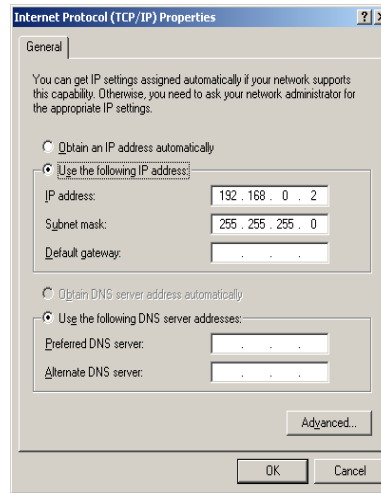 Internet Protocol (TCP/IP) Properties
General
You can get IP settings assigned automatically if your network supports
this capability. Otherwise, you need to ask your network administrator for
the appropriate IP settings.
Obtain an IP address automatically
Use the following IP address:
IP address: 192 . 168 . 0 . 2
Subnet mask: 255 . 255 . 255 . 0
Default gateway: . . .
Obtain DNS server address automatically
Use the following DNS server addresses:
Preferred DNS server: . . .
Alternate DNS server: . . .
Advanced...
OK Cancel